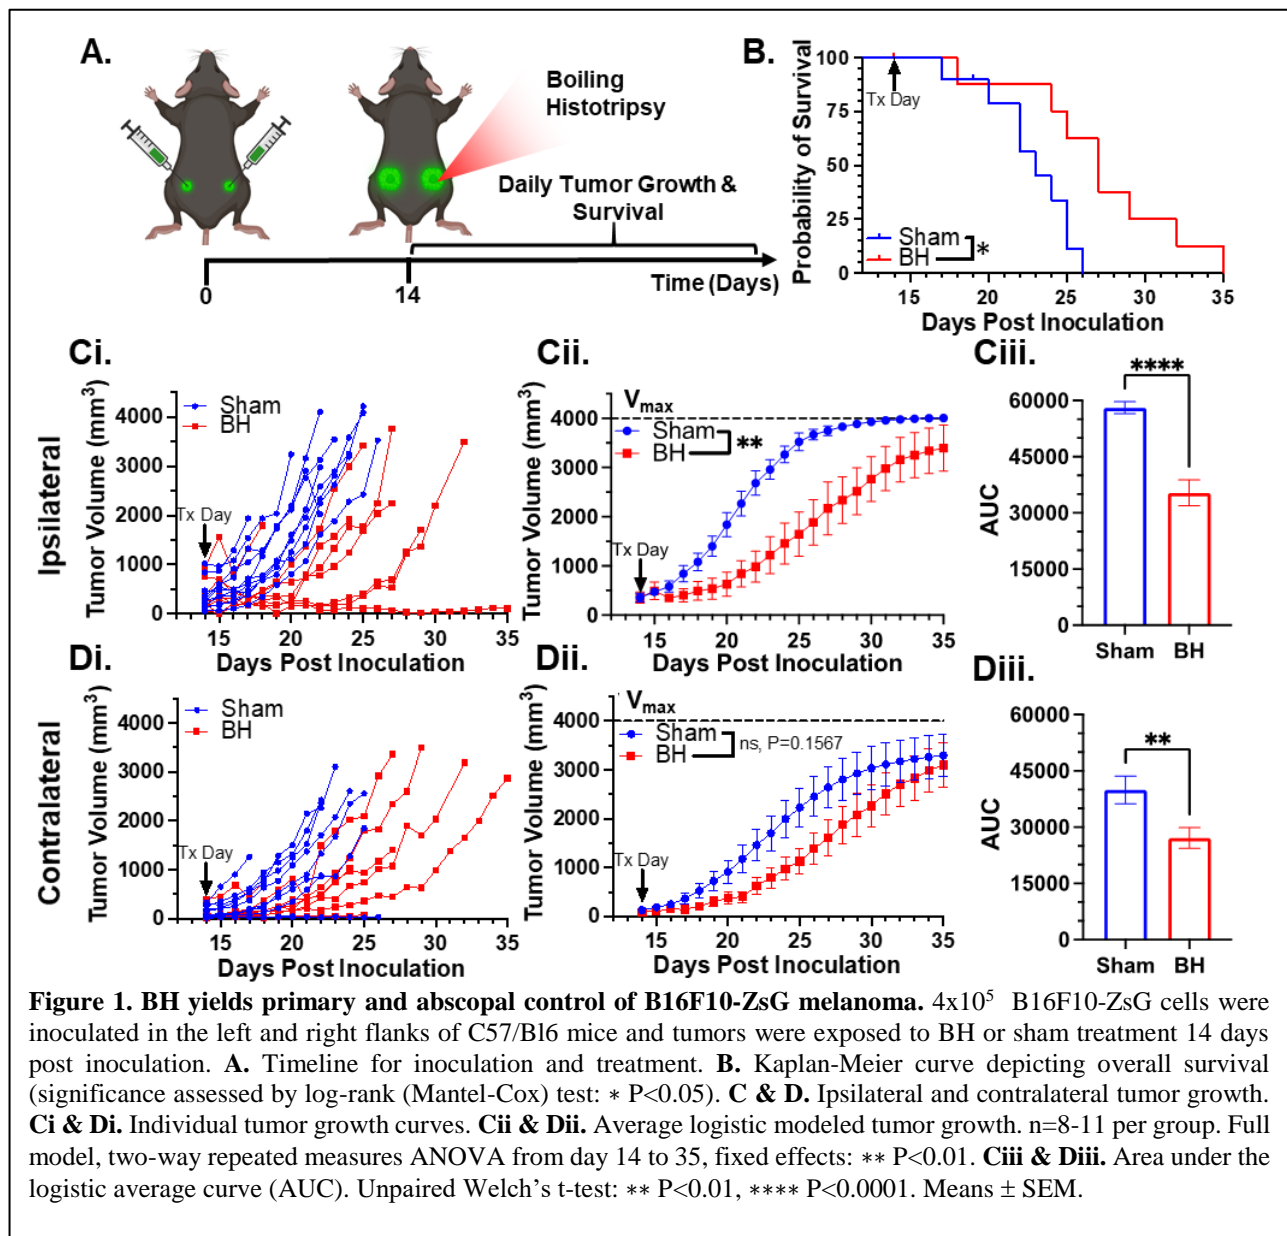 A.
Boiling
Histotripsy
Daily Tumor Growth &
Survival
0
14
Time (Days)
B.
Probability of Survival
100
75
50
25
0
Tx Day
Sham
BH
*
15
20
25
30
35
Days Post Inoculation
Ipsilateral
Ci.
Tumor Volume (mm³)
4000
3000
2000
1000
0
Sham
BH
Tx Day
15
20
25
30
35
Days Post Inoculation
Cii.
Tumor Volume (mm³)
Vmax
4000
3000
2000
1000
0
Sham
BH
**
Tx Day
15
20
25
30
35
Days Post Inoculation
Ciii.
AUC
****
60000
45000
30000
15000
0
Sham
BH
Contralateral
Di.
Tumor Volume (mm³)
4000
3000
2000
1000
0
Sham
BH
Tx Day
15
20
25
30
35
Days Post Inoculation
Dii.
Tumor Volume (mm³)
Vmax
4000
3000
2000
1000
0
Sham
BH
ns, P=0.1567
Tx Day
15
20
25
30
35
Days Post Inoculation
Diii.
AUC
**
60000
45000
30000
15000
0
Sham
BH
Figure 1. BH yields primary and abscopal control of B16F10-ZsG melanoma. 4x10⁵ B16F10-ZsG cells were
inoculated in the left and right flanks of C57/Bl6 mice and tumors were exposed to BH or sham treatment 14 days
post inoculation. A. Timeline for inoculation and treatment. B. Kaplan-Meier curve depicting overall survival
(significance assessed by log-rank (Mantel-Cox) test: * P<0.05). C & D. Ipsilateral and contralateral tumor growth.
Ci & Di. Individual tumor growth curves. Cii & Dii. Average logistic modeled tumor growth. n=8-11 per group. Full
model, two-way repeated measures ANOVA from day 14 to 35, fixed effects: ** P<0.01. Ciii & Diii. Area under the
logistic average curve (AUC). Unpaired Welch's t-test: ** P<0.01, **** P<0.0001. Means ± SEM.